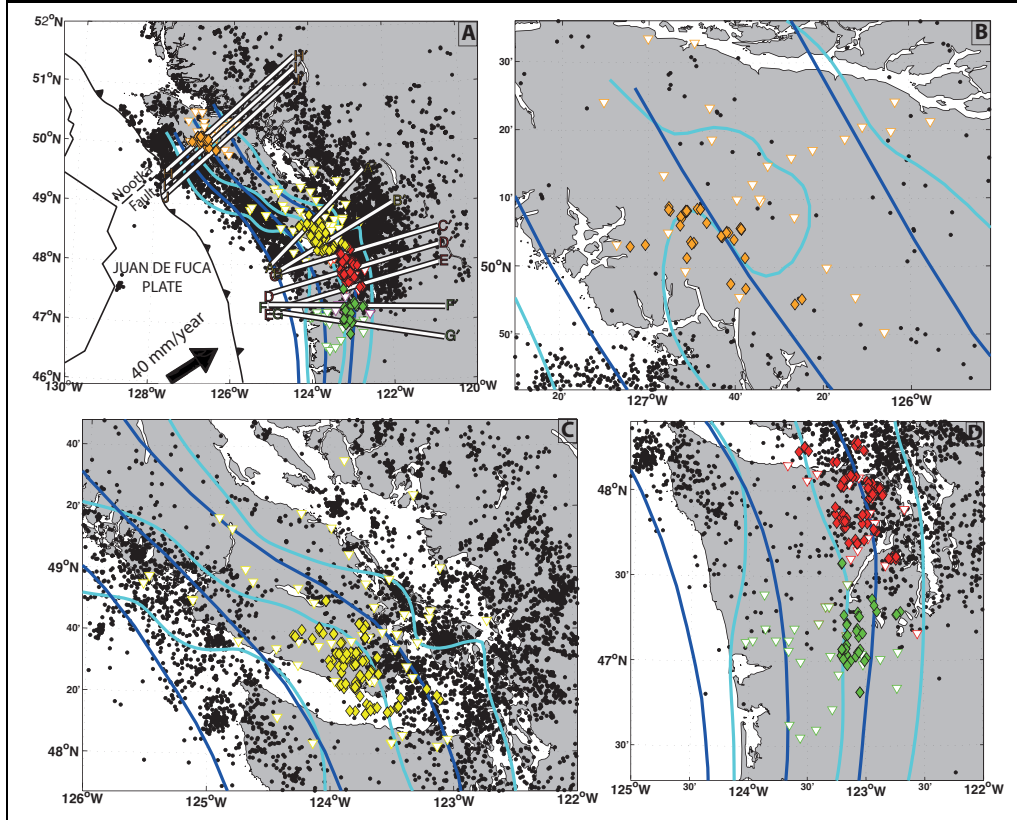 A
52°N
51°N
50°N
49°N
48°N
47°N
46°N
130°W
128°W
126°W
124°W
122°W
120°W
Nootka
Fault
JUAN DE FUCA
PLATE
40 mm/year
C
D
E
D
G'
B
30'
20'
10'
50°N
50'
20'
127°W
40'
20'
126°W
C
40'
20'
49°N
40'
20'
48°N
126°W
125°W
124°W
123°W
122°W
D
48°N
30'
47°N
30'
125°W
30'
124°W
30'
123°W
30'
122°W